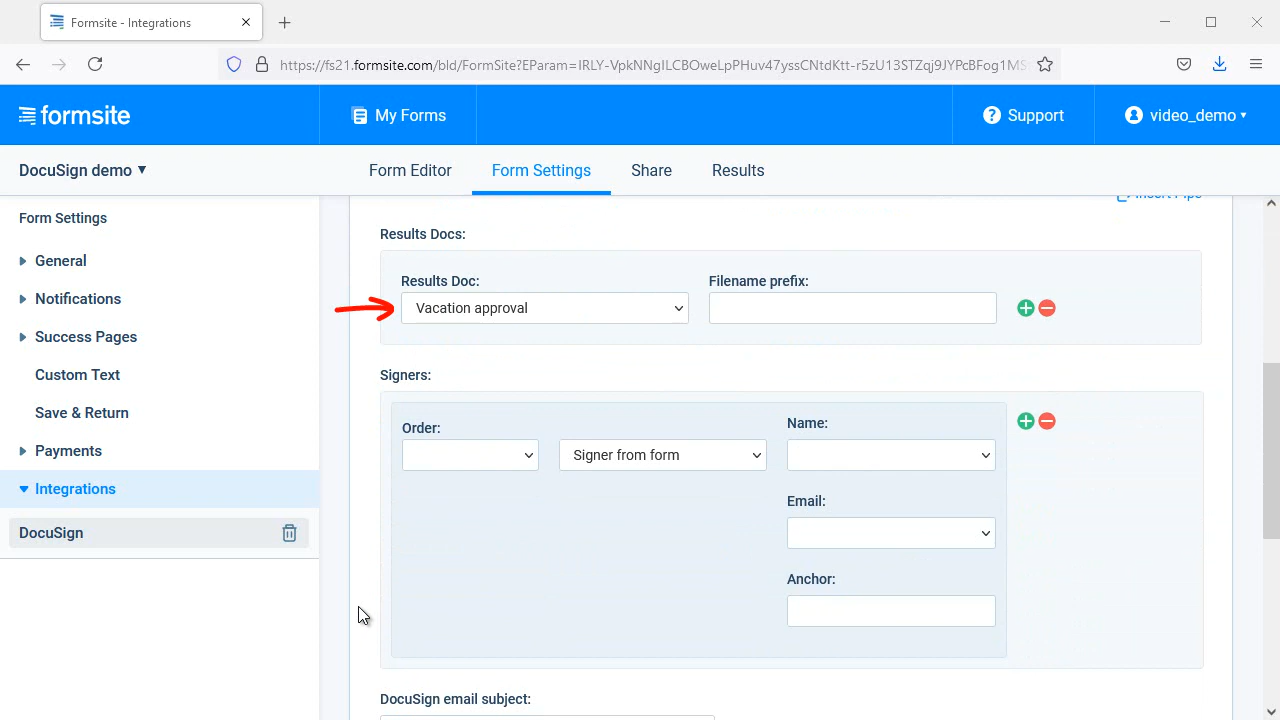 Formsite - Integrations
https://fs21.formsite.com/bld/FormSite?EParam=IRLY-VpkNNgILCBOweLpPHuv47yssCNtdKtt-r5zU13STZqj9JYPcBFog1MS
formsite
My Forms
Support
video_demo
DocuSign demo
Form Editor
Form Settings
Share
Results
Form Settings
General
Notifications
Success Pages
Custom Text
Save & Return
Payments
Integrations
DocuSign
Insert Pipe
Results Docs:
Results Doc:
Filename prefix:
Vacation approval
Signers:
Order:
Name:
Signer from form
Email:
Anchor:
DocuSign email subject: